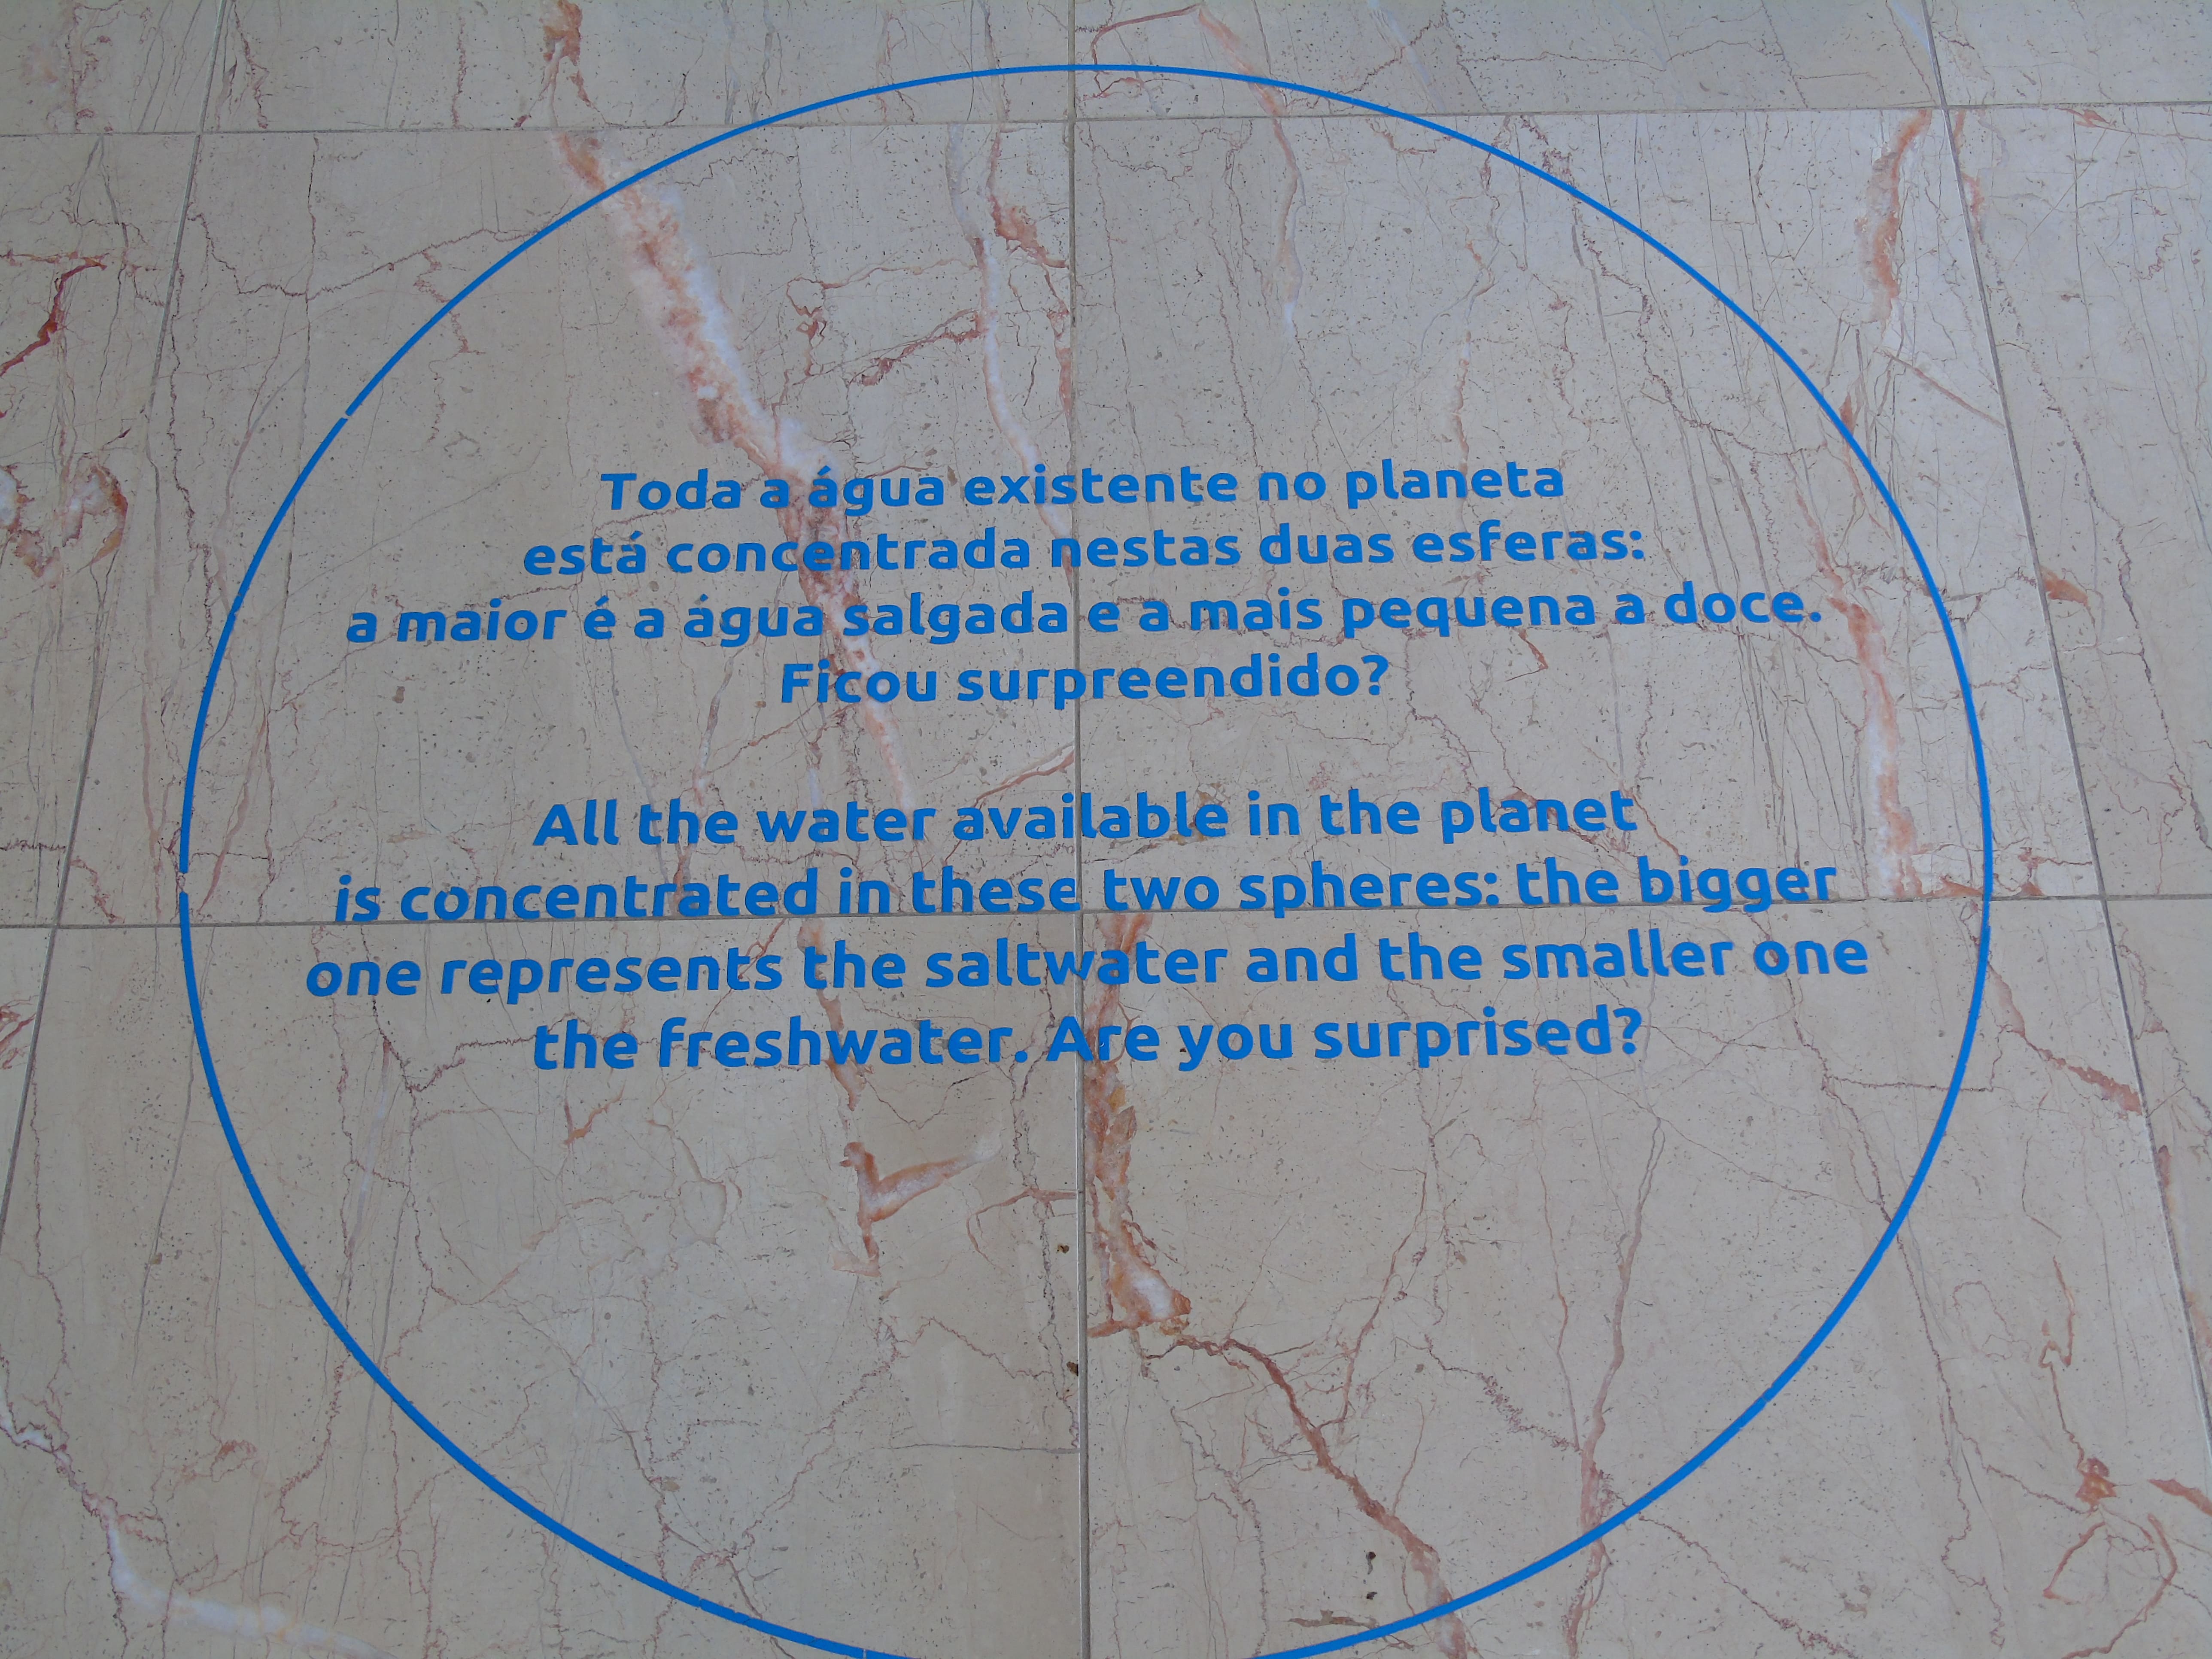 Toda a água existente no planeta
está concentrada nestas duas esferas:
a maior é a água salgada e a mais pequena a doce.
Ficou surpreendido?
All the water available in the planet
is concentrated in these two spheres: the bigger
one represents the saltwater and the smaller one
the freshwater. Are you surprised?